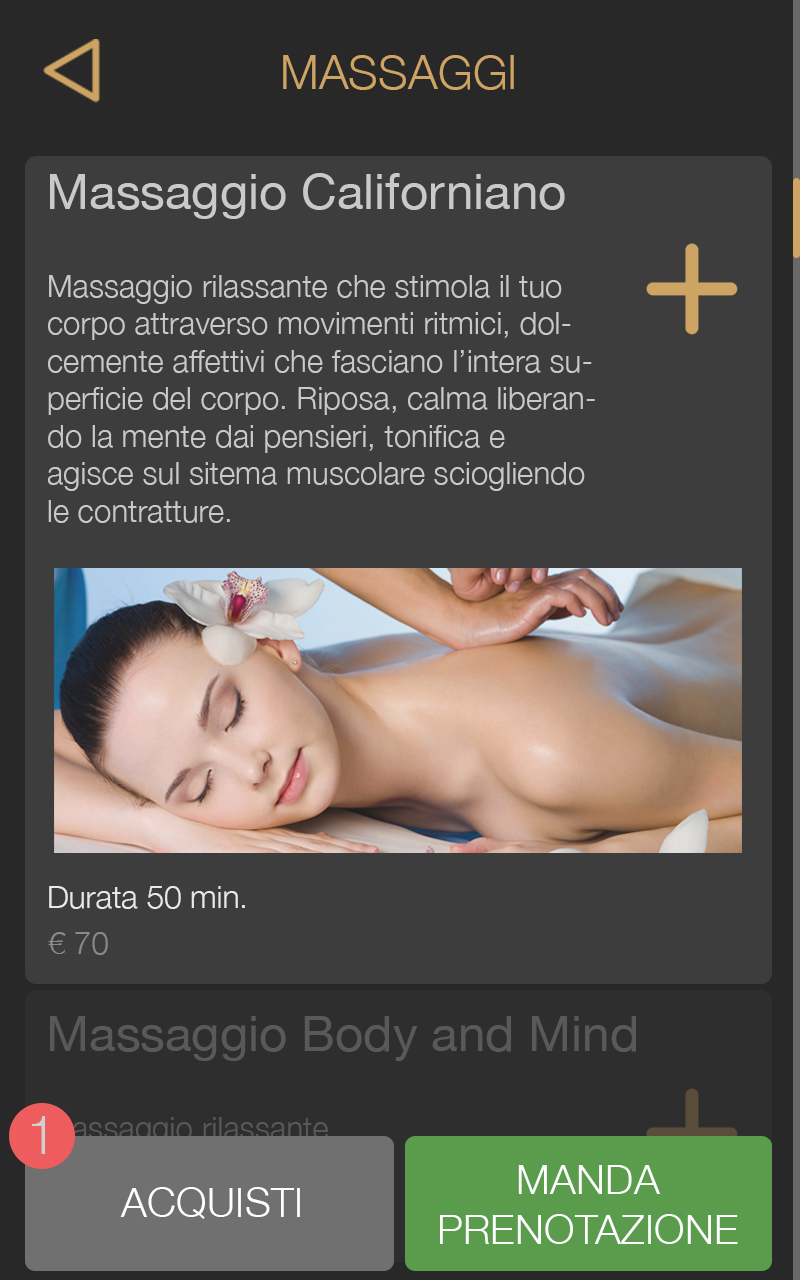 MASSAGGI
Massaggio Californiano
Massaggio rilassante che stimola il tuo
corpo attraverso movimenti ritmici, dol-
cemente affettivi che fasciano l'intera su-
perficie del corpo. Riposa, calma liberan-
do la mente dai pensieri, tonifica e
agisce sul sitema muscolare sciogliendo
le contratture.
Durata 50 min.
€ 70
Massaggio Body and Mind
Massaggio rilassante
1
ACQUISTI
MANDA
PRENOTAZIONE